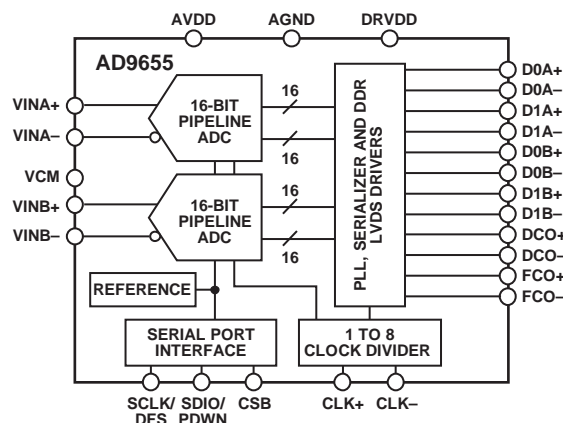 AVDD
AGND
DRVDD
AD9655
VINA+
VINA–
VCM
VINB+
VINB–
16-BIT
PIPELINE
ADC
16
16
16-BIT
PIPELINE
ADC
16
16
PLL, SERIALIZER AND DDR
LVDS DRIVERS
REFERENCE
SERIAL PORT
INTERFACE
1 TO 8
CLOCK DIVIDER
D0A+
D0A–
D1A+
D1A–
D0B+
D0B–
D1B+
D1B–
DCO+
DCO–
FCO+
FCO–
SCLK/
DFS
SDIO/
PDWN
CSB
CLK+
CLK–